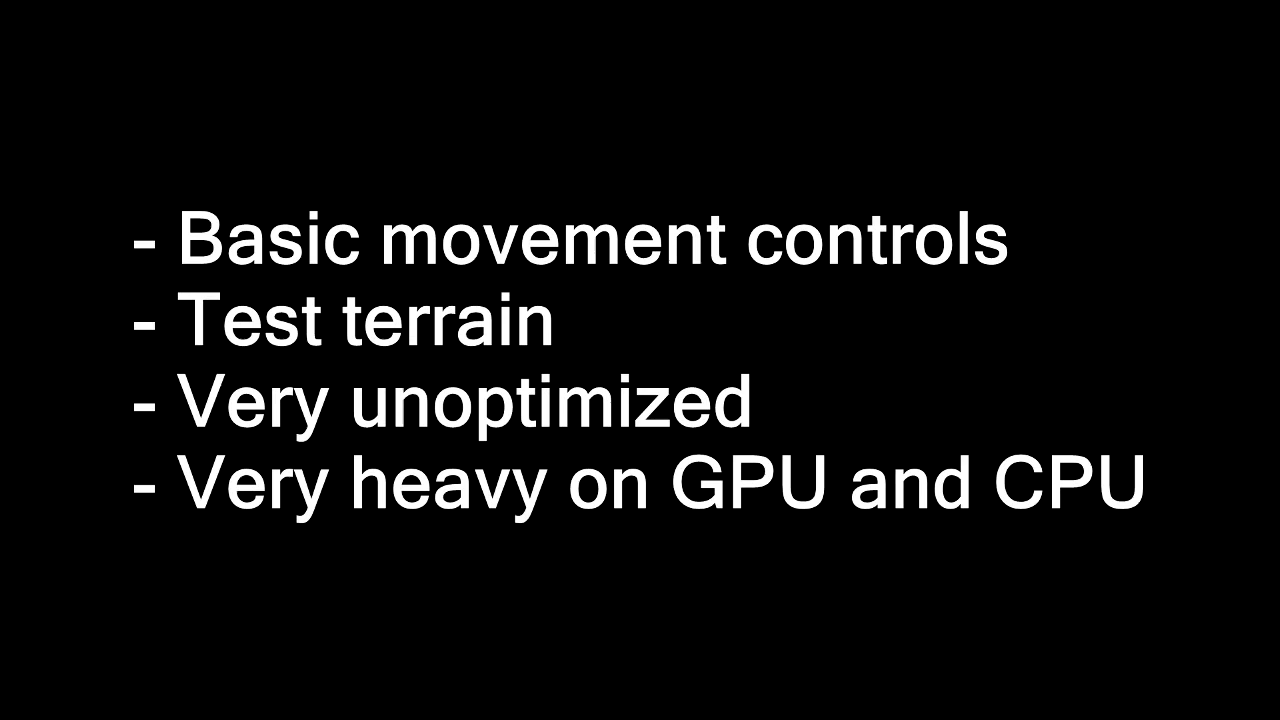 - Basic movement controls
- Test terrain
- Very unoptimized
- Very heavy on GPU and CPU